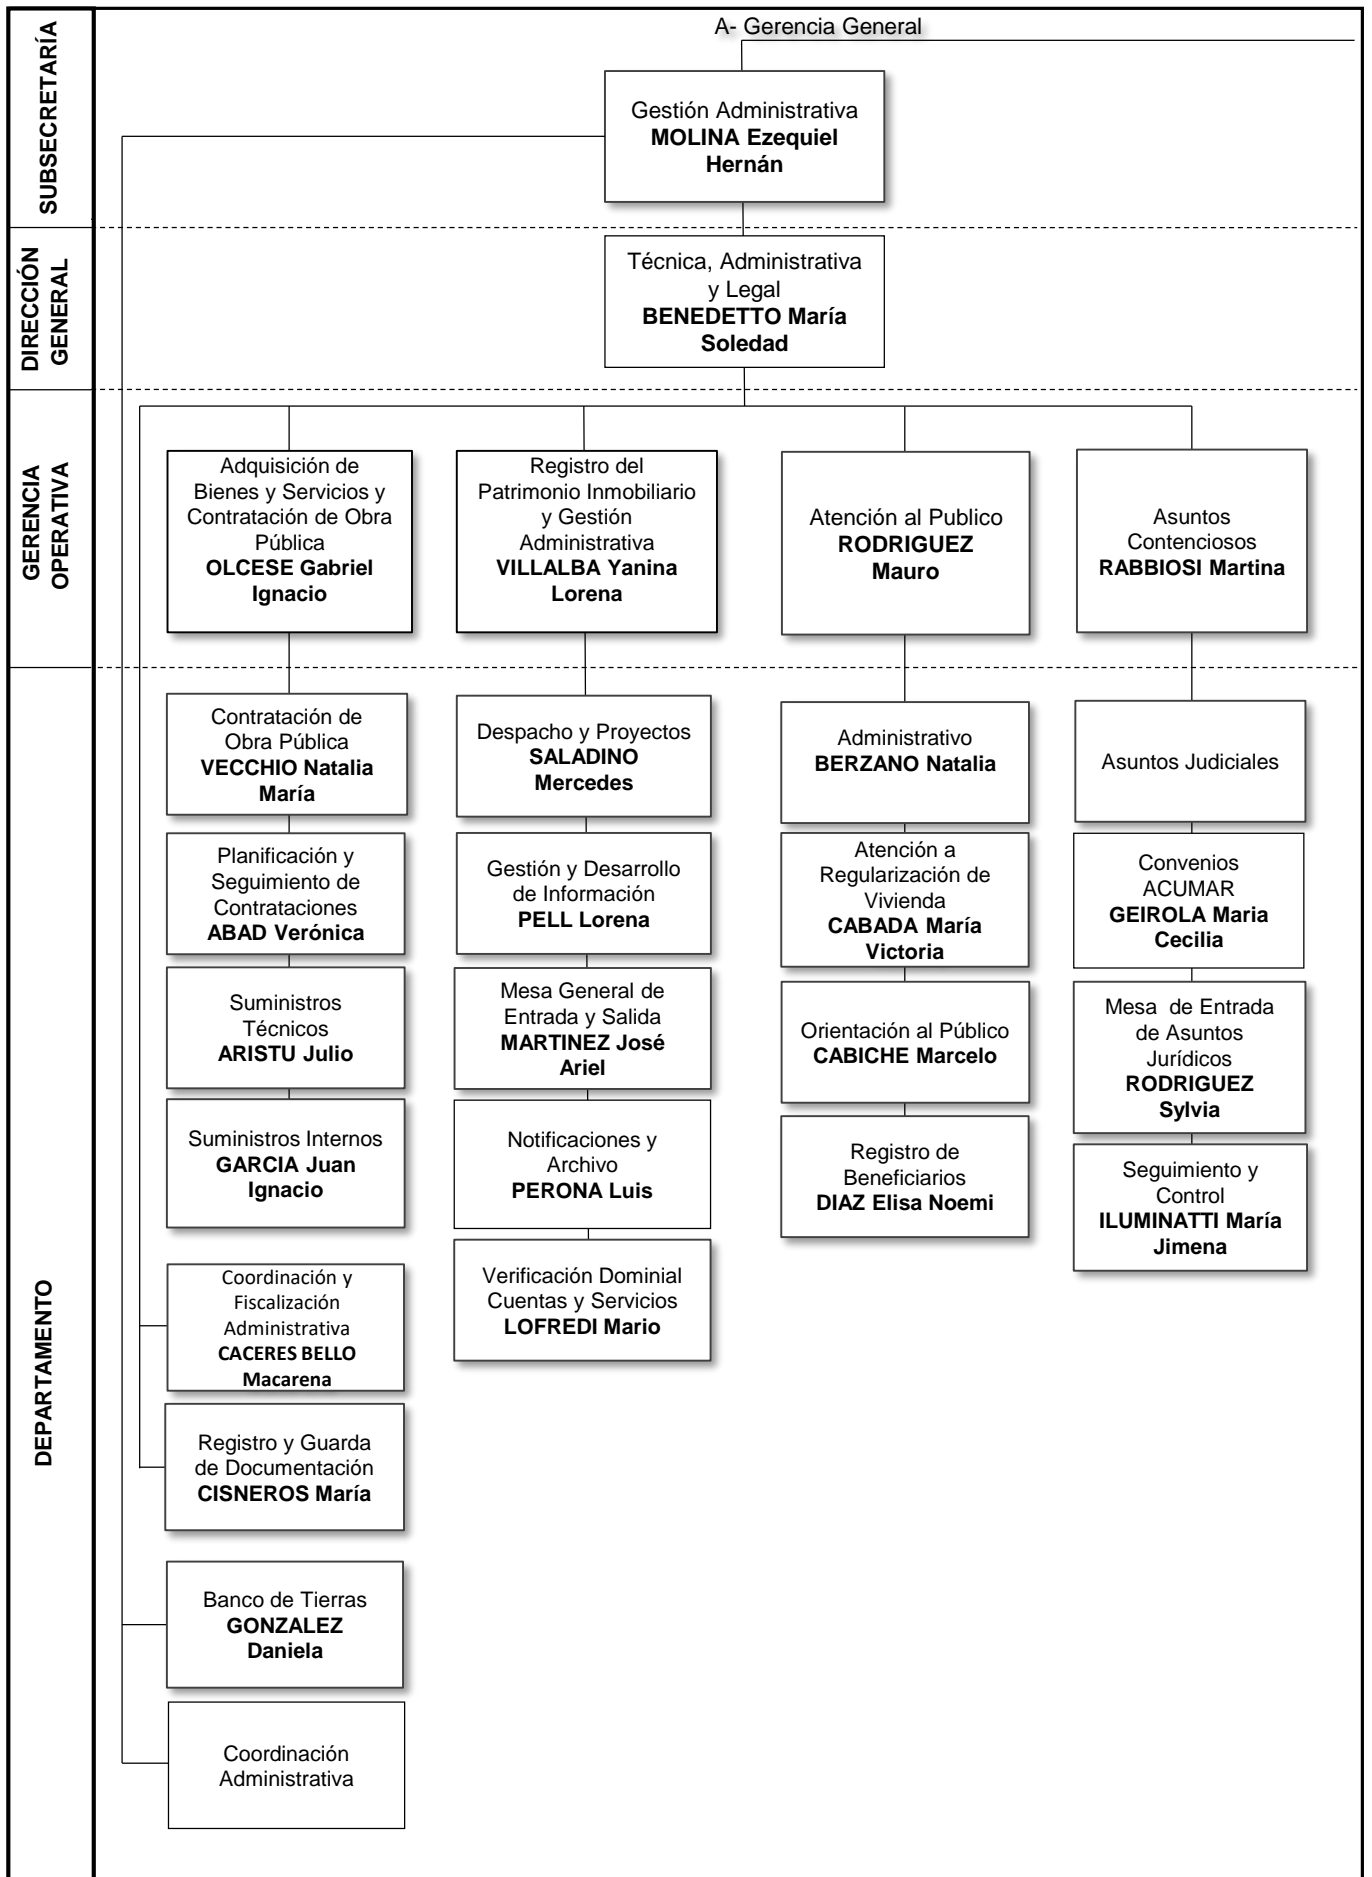 A- Gerencia General
SUBSECRETARÍA
Gestión Administrativa
MOLINA Ezequiel
Hernán
DIRECCIÓN
GENERAL
Técnica, Administrativa
y Legal
BENEDETTO María
Soledad
GERENCIA
OPERATIVA
Adquisición de
Bienes y Servicios y
Contratación de Obra
Pública
OLCESE Gabriel
Ignacio
Registro del
Patrimonio Inmobiliario
y Gestión
Administrativa
VILLALBA Yanina
Lorena
Atención al Publico
RODRIGUEZ
Mauro
Asuntos
Contenciosos
RABBIOSI Martina
DEPARTAMENTO
Contratación de
Obra Pública
VECCHIO Natalia
María
Planificación y
Seguimiento de
Contrataciones
ABAD Verónica
Suministros
Técnicos
ARISTU Julio
Suministros Internos
GARCIA Juan
Ignacio
Coordinación y
Fiscalización
Administrativa
CACERES BELLO
Macarena
Registro y Guarda
de Documentación
CISNEROS María
Banco de Tierras
GONZALEZ
Daniela
Coordinación
Administrativa
Despacho y Proyectos
SALADINO
Mercedes
Gestión y Desarrollo
de Información
PELL Lorena
Mesa General de
Entrada y Salida
MARTINEZ José
Ariel
Notificaciones y
Archivo
PERONA Luis
Verificación Dominial
Cuentas y Servicios
LOFREDI Mario
Administrativo
BERZANO Natalia
Atención a
Regularización de
Vivienda
CABADA María
Victoria
Orientación al Público
CABICHE Marcelo
Registro de
Beneficiarios
DIAZ Elisa Noemi
Asuntos Judiciales
Convenios
ACUMAR
GEIROLA Maria
Cecilia
Mesa de Entrada
de Asuntos
Jurídicos
RODRIGUEZ
Sylvia
Seguimiento y
Control
ILUMINATTI María
Jimena